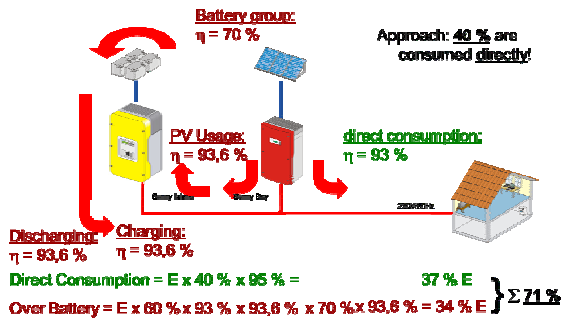 Battery group:
η = 70 %
Approach: 40 % are
consumed directly!
PV Usage:
η = 93,6 %
direct consumption:
η = 93 %
Sunny Island
Sunny Boy
230V/50Hz
Discharging:
η = 93,6 %
Charging:
η = 93,6 %
Direct Consumption = E x 40 % x 95 % = 37 % E
Over Battery = E x 60 % x 93 % x 93,6 % x 70 % x 93,6 % = 34 % E
Σ 71 %